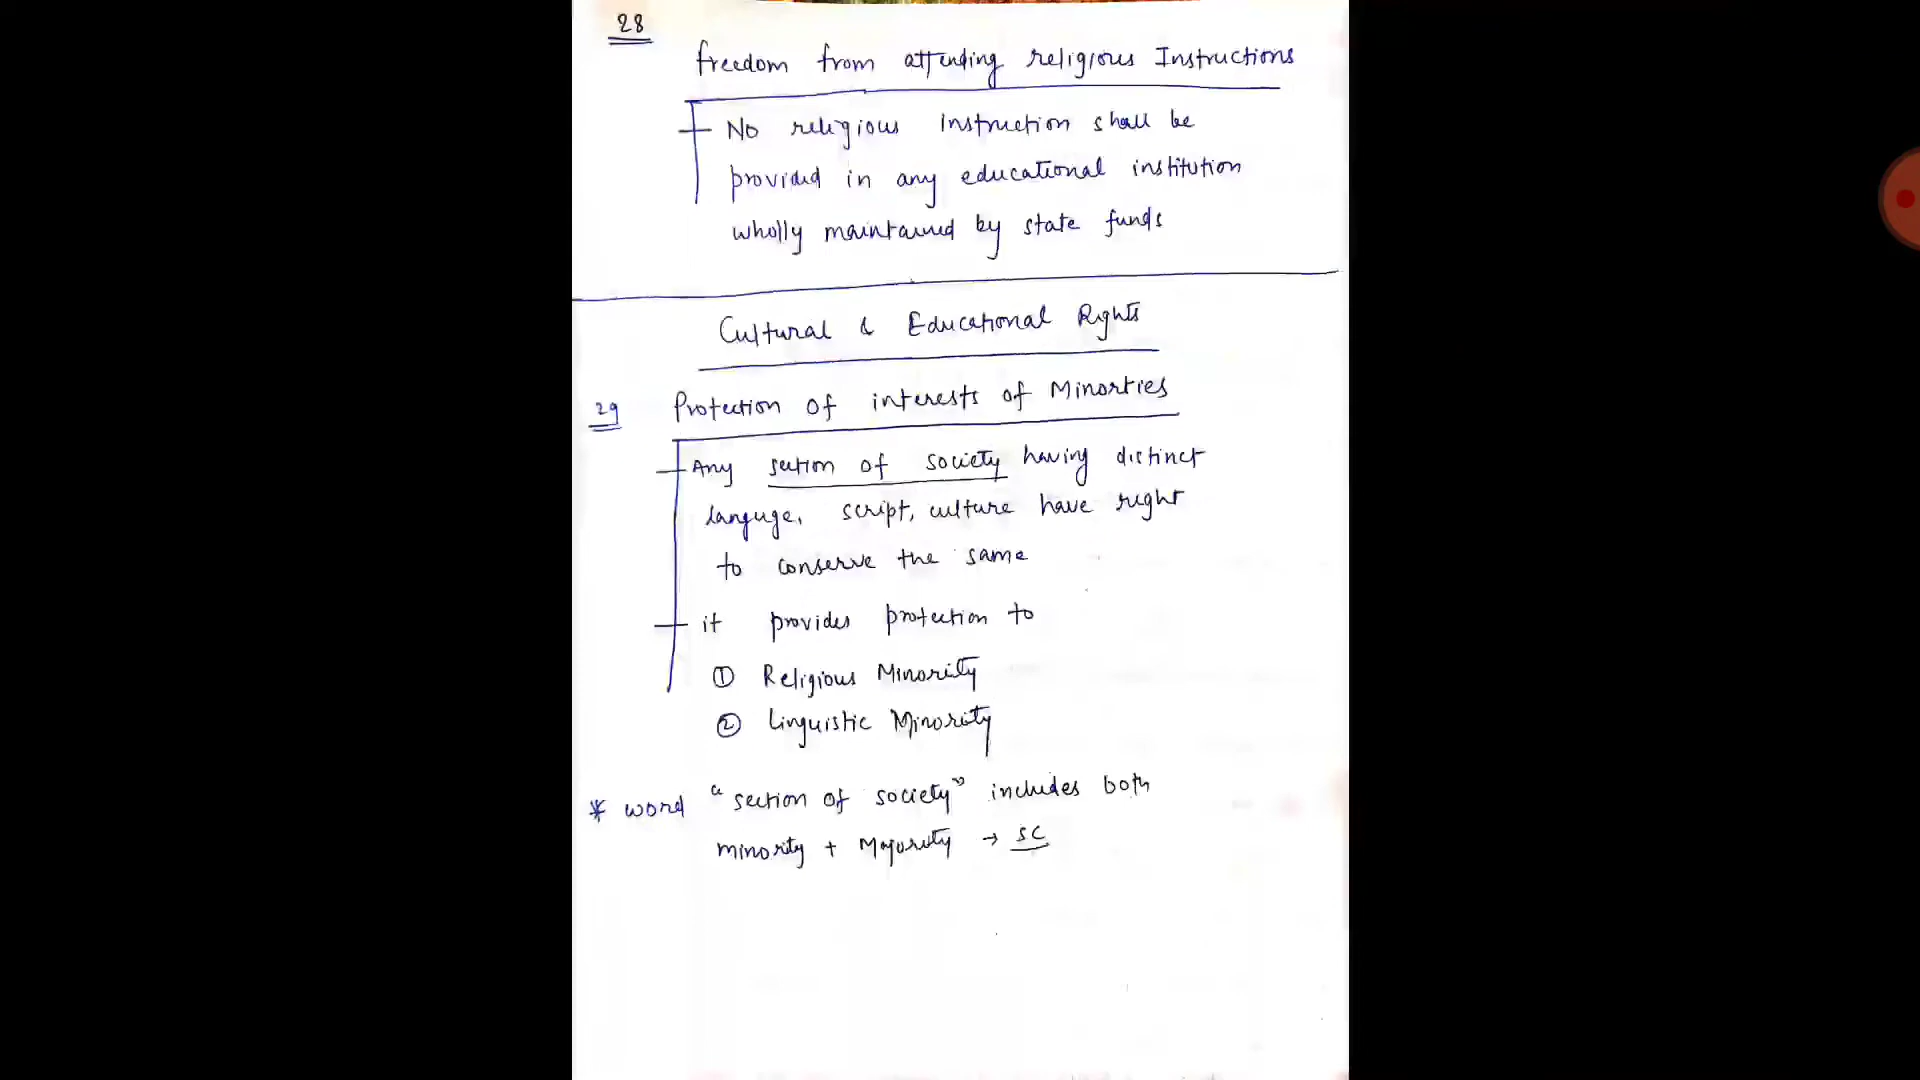 28
freedom from attending religious Instructions
No religious instruction shall be
provided in any educational institution
wholly maintained by state funds
Cultural & Educational Rights
29 Protection of interests of Minorties
Any section of society having distinct
languge, script, culture have right
to conserve the same
it provides protection to
① Religious Minority
② Linguistic Minority
* word "section of society" includes both
minority + Majority → SC